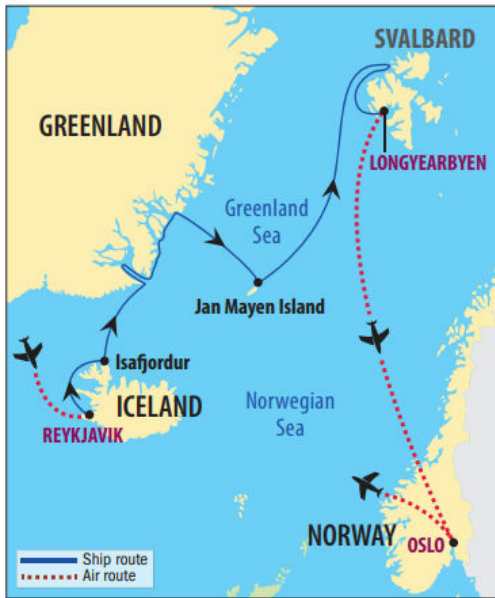 SVALBARD
GREENLAND
LONGYEARBYEN
Greenland
Sea
Jan Mayen Island
Isafjordur
ICELAND
REYKJAVIK
Norwegian
Sea
NORWAY
OSLO
Ship route
Air route